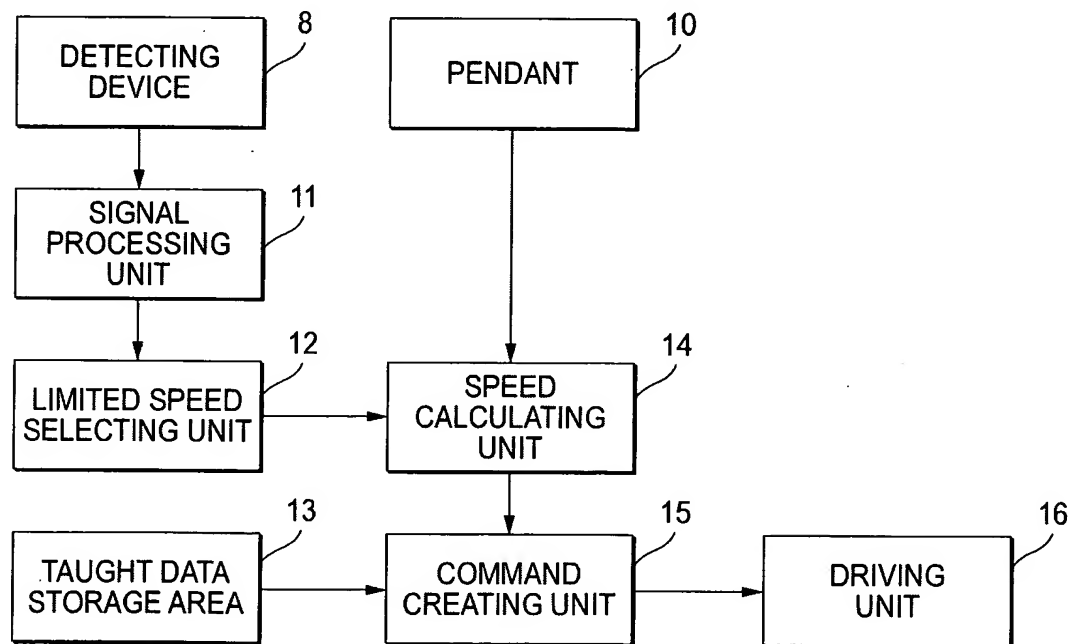 8
DETECTING
DEVICE
10
PENDANT
11
SIGNAL
PROCESSING
UNIT
12
LIMITED SPEED
SELECTING UNIT
14
SPEED
CALCULATING
UNIT
13
TAUGHT DATA
STORAGE AREA
15
COMMAND
CREATING UNIT
16
DRIVING
UNIT